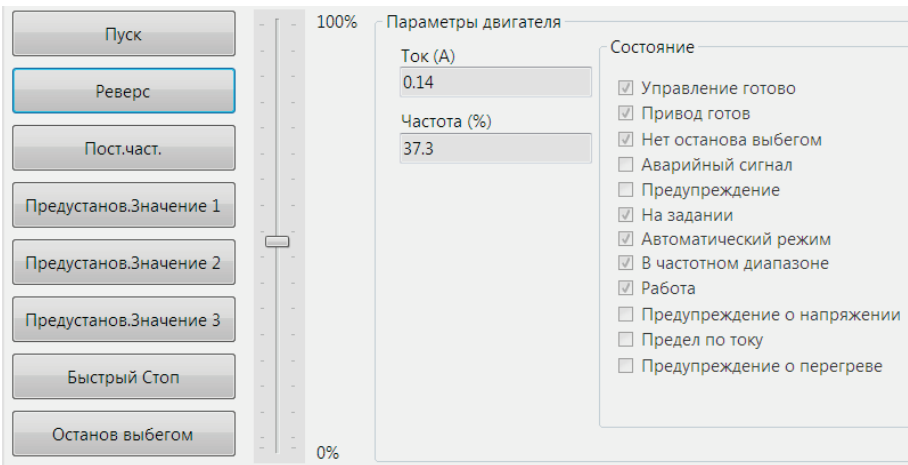 Пуск
Реверс
Пост.част.
Предустанов.Значение 1
Предустанов.Значение 2
Предустанов.Значение 3
Быстрый Стоп
Останов выбегом
100%
0%
Параметры двигателя
Ток (А)
0.14
Частота (%)
37.3
Состояние
Управление готово
Привод готов
Нет останова выбегом
Аварийный сигнал
Предупреждение
На задании
Автоматический режим
В частотном диапазоне
Работа
Предупреждение о напряжении
Предел по току
Предупреждение о перегреве